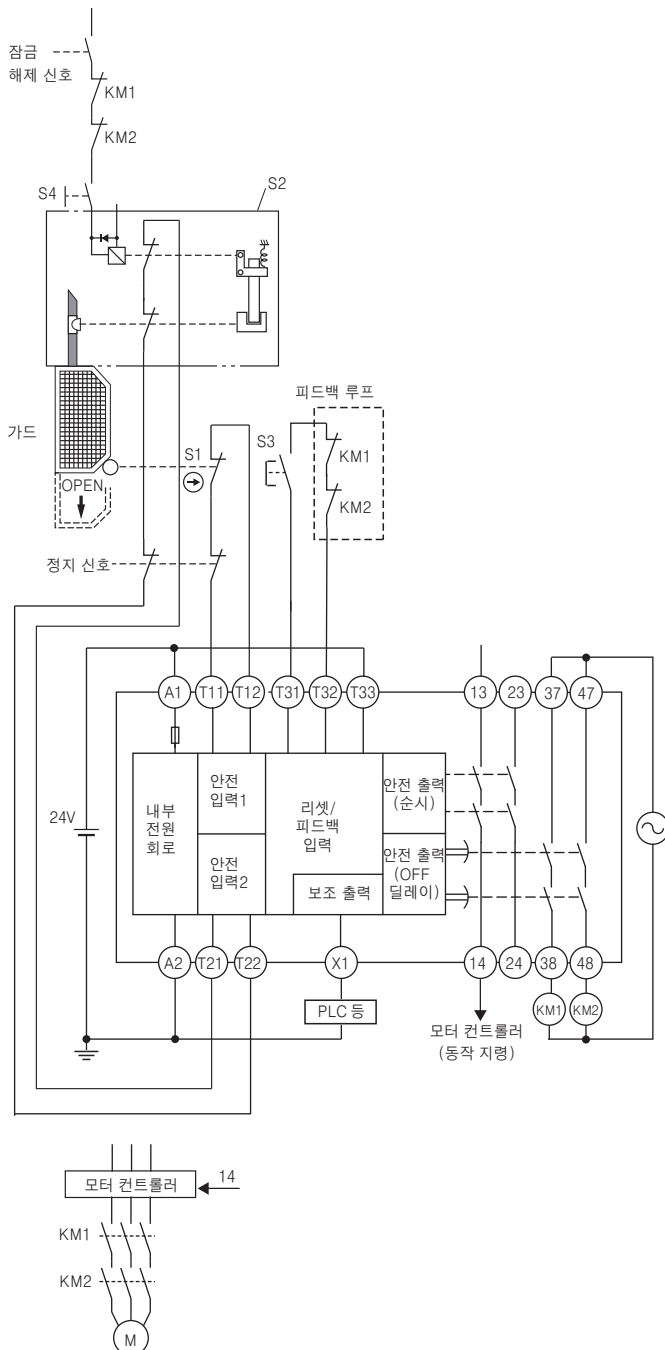 잠금
해제 신호
KM1
KM2
S4
S2
가드
OPEN
피드백 루프
S1
S3
KM1
KM2
정지 신호
A1
T11
T12
T31
T32
T33
13
23
37
47
24V
내부
전원
회로
안전
입력1
안전
입력2
리셋/
피드백
입력
보조 출력
안전 출력
(순시)
안전 출력
(OFF
딜레이)
A2
T21
T22
X1
14
24
38
48
PLC 등
KM1
KM2
모터 컨트롤러
(동작 지령)
모터 컨트롤러
14
KM1
KM2
M